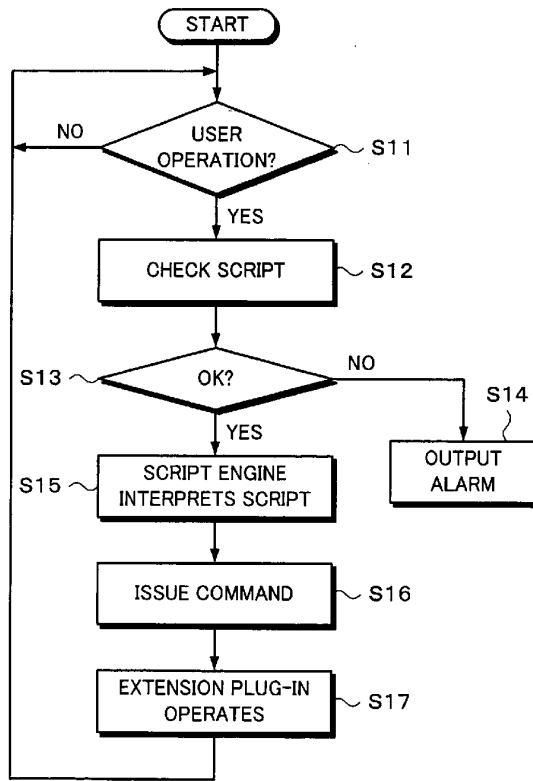 START
NO
USER
OPERATION?
S11
YES
CHECK SCRIPT
S12
S13
OK?
NO
S14
YES
OUTPUT
ALARM
S15
SCRIPT ENGINE
INTERPRETS SCRIPT
ISSUE COMMAND
S16
EXTENSION PLUG-IN
OPERATES
S17